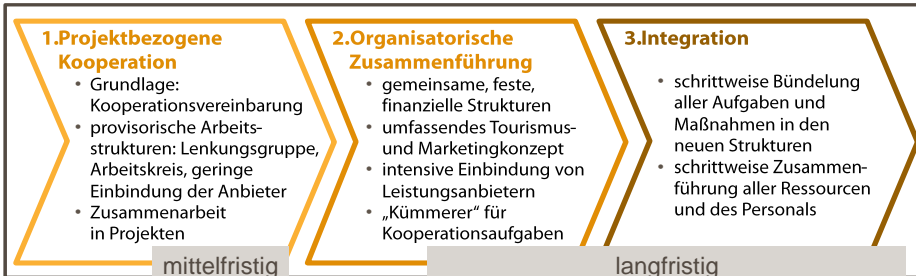 1.Projektbezogene
Kooperation
• Grundlage:
Kooperationsvereinbarung
• provisorische Arbeits-
strukturen: Lenkungsgruppe,
Arbeitskreis, geringe
Einbindung der Anbieter
• Zusammenarbeit
in Projekten
2.Organisatorische
Zusammenführung
• gemeinsame, feste,
finanzielle Strukturen
• umfassendes Tourismus-
und Marketingkonzept
• intensive Einbindung von
Leistungsanbietern
• „Kümmerer“ für
Kooperationsaufgaben
3.Integration
• schrittweise Bündelung
aller Aufgaben und
Maßnahmen in den
neuen Strukturen
• schrittweise Zusammen-
führung aller Ressourcen
und des Personals
mittelfristig
langfristig